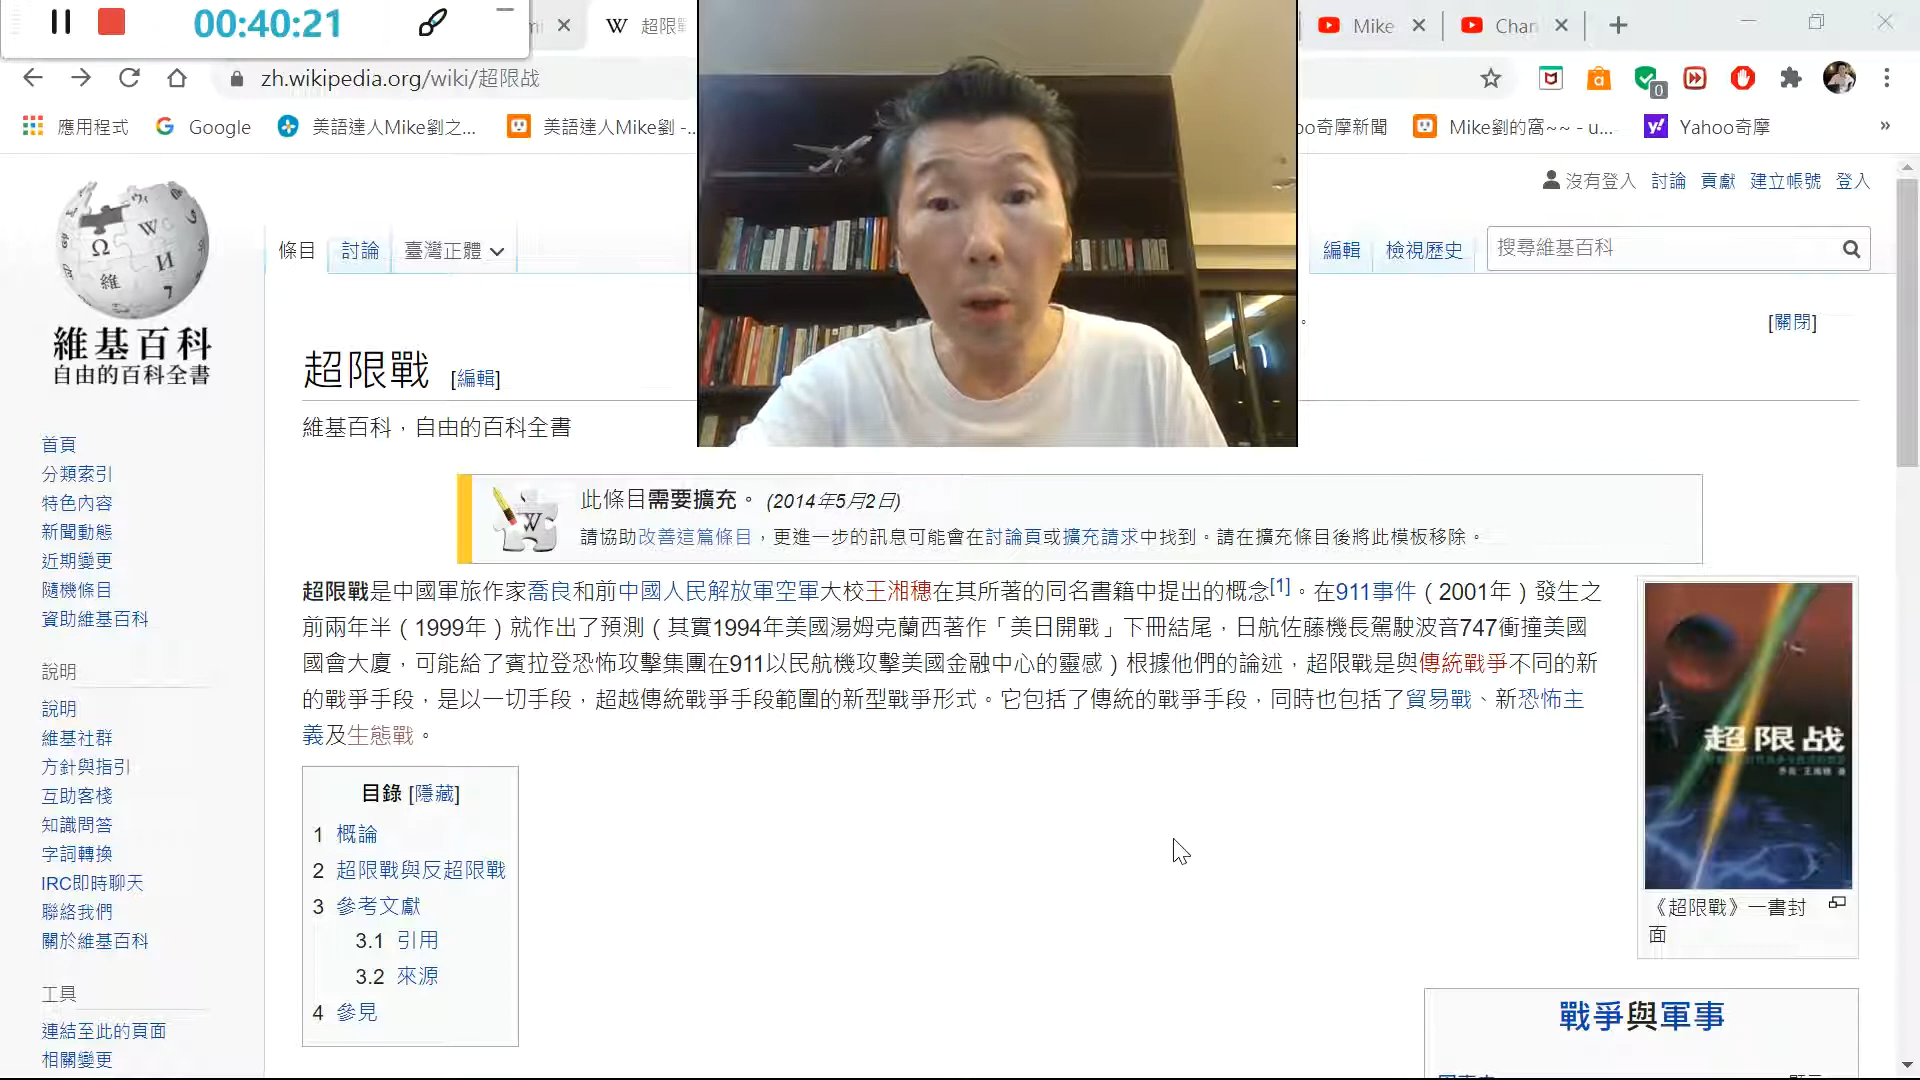 00:40:21
超限
Mike
Chan
zh.wikipedia.org/wiki/超限战
0
應用程式
Google
美語達人Mike劉之...
美語達人Mike劉 -...
oo奇摩新聞
Mike劉的窩~~ - u...
Yahoo奇摩
»
沒有登入 討論 貢獻 建立帳號 登入
條目 討論 臺灣正體
編輯 檢視歷史 搜尋維基百科
維基百科
自由的百科全書
[關閉]
超限戰 [編輯]
維基百科，自由的百科全書
此條目需要擴充。 (2014年5月2日)
請協助改善這篇條目，更進一步的訊息可能會在討論頁或擴充請求中找到。請在擴充條目後將此模板移除。
超限戰是中國軍旅作家喬良和前中國人民解放軍空軍大校王湘穗在其所著的同名書籍中提出的概念[1]。在911事件（2001年）發生之
前兩年半（1999年）就作出了預測（其實1994年美國湯姆克蘭西著作「美日開戰」下冊結尾，日航佐藤機長駕駛波音747衝撞美國
國會大廈，可能給了賓拉登恐怖攻擊集團在911以民航機攻擊美國金融中心的靈感）根據他們的論述，超限戰是與傳統戰爭不同的新
的戰爭手段，是以一切手段，超越傳統戰爭手段範圍的新型戰爭形式。它包括了傳統的戰爭手段，同時也包括了貿易戰、新恐怖主
義及生態戰。
目錄 [隱藏]
1 概論
2 超限戰與反超限戰
3 參考文獻
3.1 引用
3.2 來源
4 參見
超限战
《超限戰》一書封
面
戰爭與軍事
首頁
分類索引
特色內容
新聞動態
近期變更
隨機條目
資助維基百科
說明
說明
維基社群
方針與指引
互助客棧
知識問答
字詞轉換
IRC即時聊天
聯絡我們
關於維基百科
工具
連結至此的頁面
相關變更